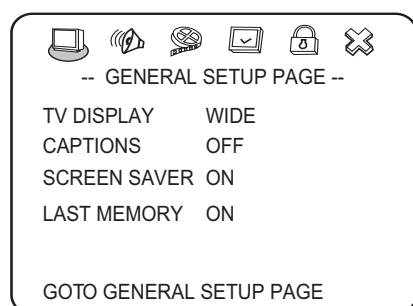 -- GENERAL SETUP PAGE --
TV DISPLAY WIDE
CAPTIONS OFF
SCREEN SAVER ON
LAST MEMORY ON
GOTO GENERAL SETUP PAGE